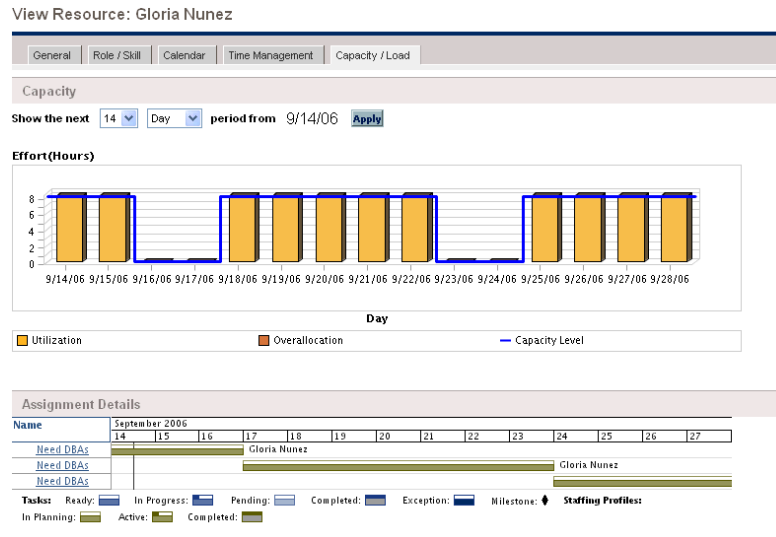 View Resource: Gloria Nunez
General Role / Skill Calendar Time Management Capacity / Load
Capacity
Show the next 14 Day period from 9/14/06 Apply
Effort(Hours)
8
6
4
2
0
9/14/06 9/15/06 9/16/06 9/17/06 9/18/06 9/19/06 9/20/06 9/21/06 9/22/06 9/23/06 9/24/06 9/25/06 9/26/06 9/27/06 9/28/06
Day
Utilization Overallocation Capacity Level
Assignment Details
Name September 2006
14 15 16 17 18 19 20 21 22 23 24 25 26 27
Need DBAs Gloria Nunez
Need DBAs Gloria Nunez
Need DBAs
Tasks: Ready: In Progress: Pending: Completed: Exception: Milestone: Staffing Profiles:
In Planning: Active: Completed: